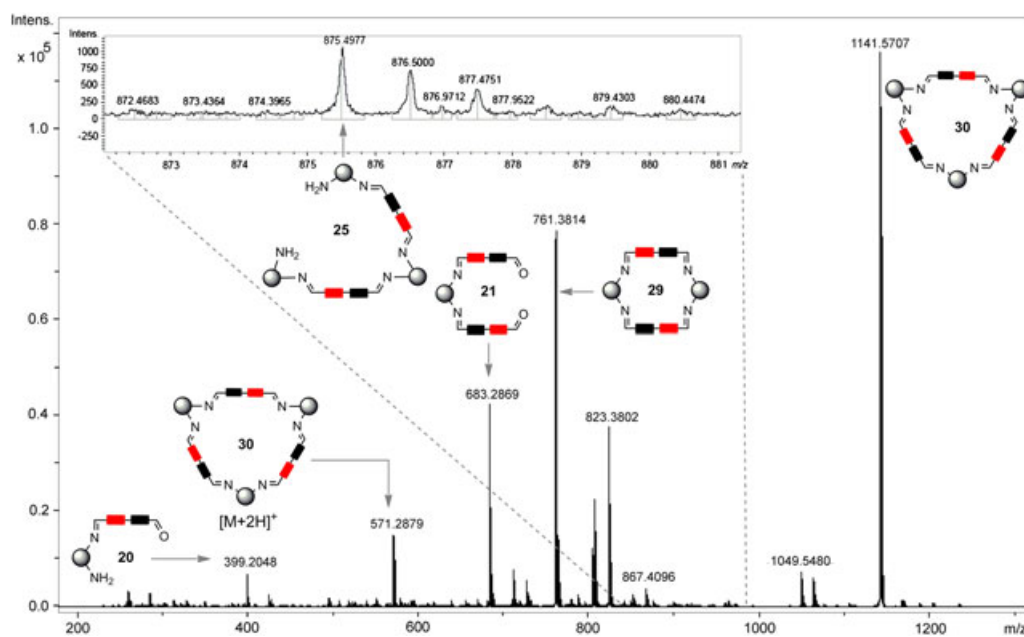 Intens.
x 10⁵
1.0
0.8
0.6
0.4
0.2
0.0
200
400
600
800
1000
1200
m/z
Intens.
1000
750
500
250
0
-250
872.4683
873.4364
874.3965
875.4977
876.5000
876.9712
877.4751
877.9522
879.4303
880.4474
873
874
875
876
877
878
879
880
881
m/z
1141.5707
N
N
N
N
N
N
30
H₂N
N
25
N
NH₂
N
N
761.3814
N
O
21
N
O
N
N
29
N
N
683.2869
823.3802
N
N
N
N
N
N
30
[M+2H]⁺
571.2879
N
O
20
NH₂
399.2048
867.4096
1049.5480